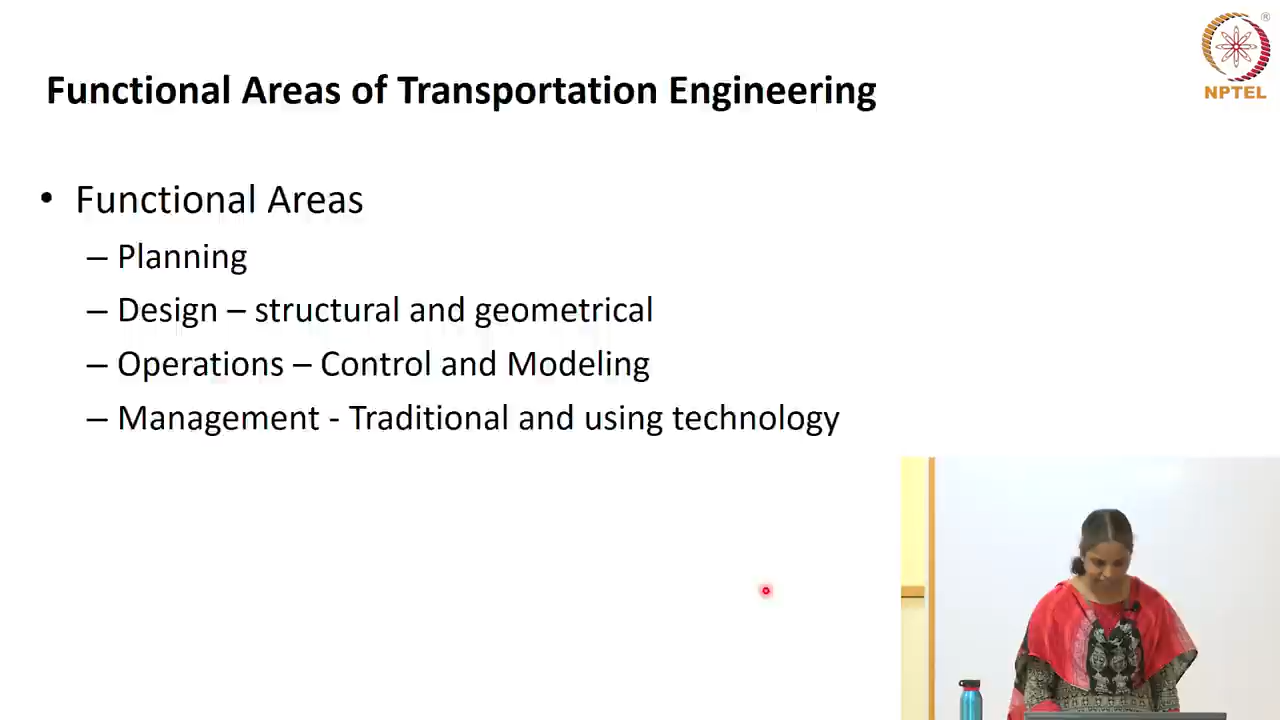 Functional Areas of Transportation Engineering
NPTEL
®
• Functional Areas
– Planning
– Design – structural and geometrical
– Operations – Control and Modeling
– Management - Traditional and using technology